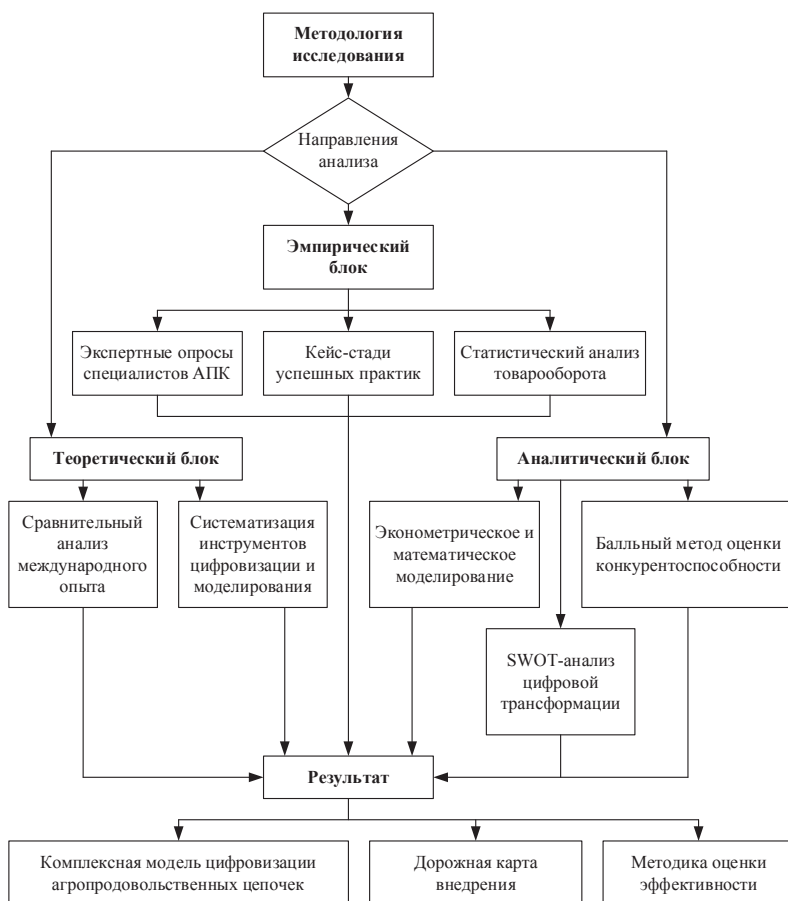 Методология
исследования
Направления
анализа
Эмпирический
блок
Экспертные опросы
специалистов АПК
Кейс-стади
успешных практик
Статистический анализ
товарооборота
Теоретический блок
Аналитический блок
Сравнительный
анализ
международного
опыта
Систематизация
инструментов
цифровизации и
моделирования
Эконометрическое и
математическое
моделирование
Балльный метод оценки
конкурентоспособности
SWOT-анализ
цифровой
трансформации
Результат
Комплексная модель цифровизации
агропродовольственных цепочек
Дорожная карта
внедрения
Методика оценки
эффективности